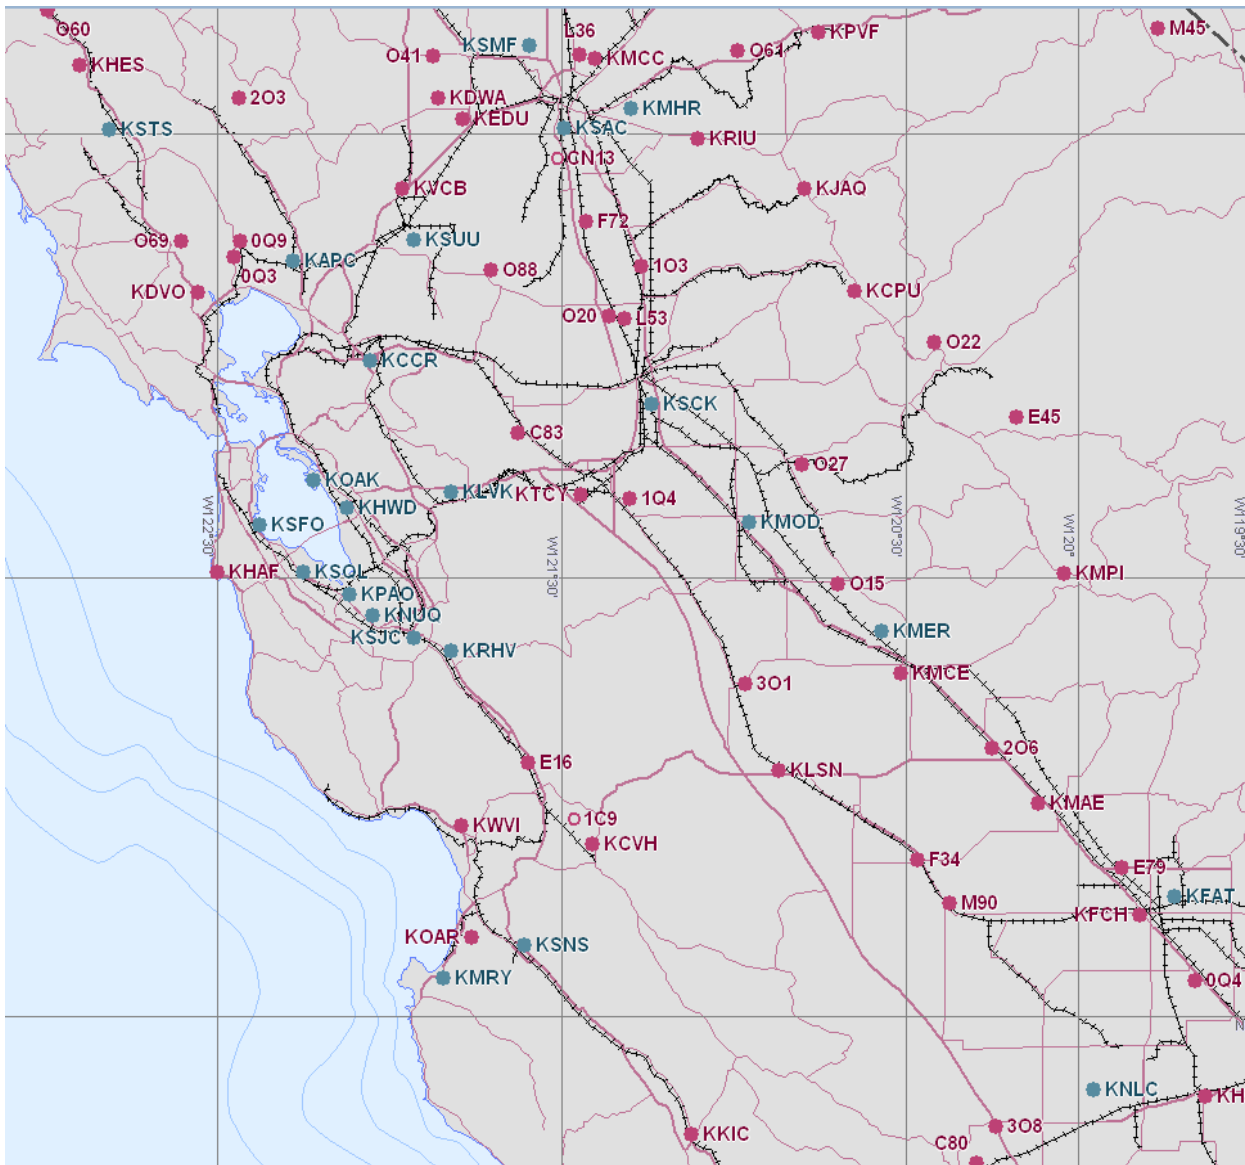 O60
L36
KPVF
M45
KSMF
O41
KMCC
O61
KHES
2O3
KDWA
KMHR
KEDU
KSTS
KSAC
KRIU
CN13
KVCB
KJAQ
F72
O69
0Q9
KSUU
KAPC
0Q3
O88
1O3
KDVO
KCPU
O20
L53
O22
KCCR
KSCK
E45
C83
O27
KOAK
KLVK
KTCY
1Q4
KHWD
KSFO
KMOD
W122°30'
W121°30'
W120°30'
W120°
W119°30'
KHAF
KSQL
KMPI
O15
KPAO
KNUQ
KSJC
KMER
KRHV
KMCE
3O1
2O6
E16
KLSN
KMAE
1C9
KWVI
KCVH
F34
E79
KFAT
M90
KFCH
KOAR
KSNS
KMRY
0Q4
N
KNLC
KH
3O8
KKIC
C80